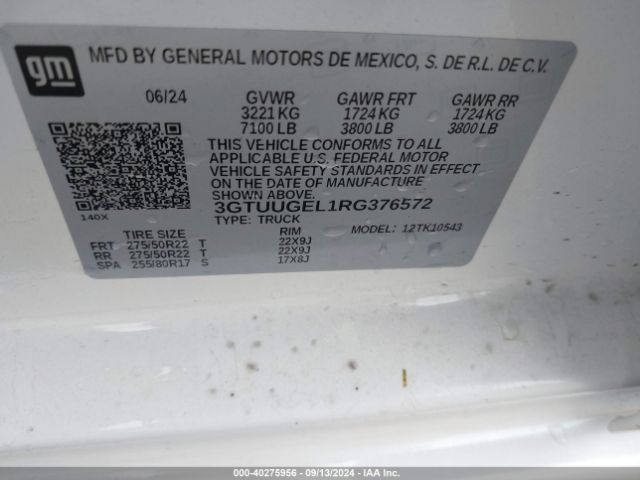 gm
MFD BY GENERAL MOTORS DE MEXICO, S. DE R.L. DE C.V.
06/24 GVWR GAWR FRT GAWR RR
3221 KG 1724 KG 1724 KG
7100 LB 3800 LB 3800 LB
THIS VEHICLE CONFORMS TO ALL
APPLICABLE U.S. FEDERAL MOTOR
VEHICLE SAFETY STANDARDS IN EFFECT
ON THE DATE OF MANUFACTURE
SHOWN ABOVE.
3GTUUGEL1RG376572
140X
TYPE: TRUCK MODEL: 12TK10543
TIRE SIZE RIM
FRT 275/50R22 T 22X9J
RR 275/50R22 T 22X9J
SPA 255/80R17 S 17X8J
000-40275956 - 09/13/2024 - IAA Inc.